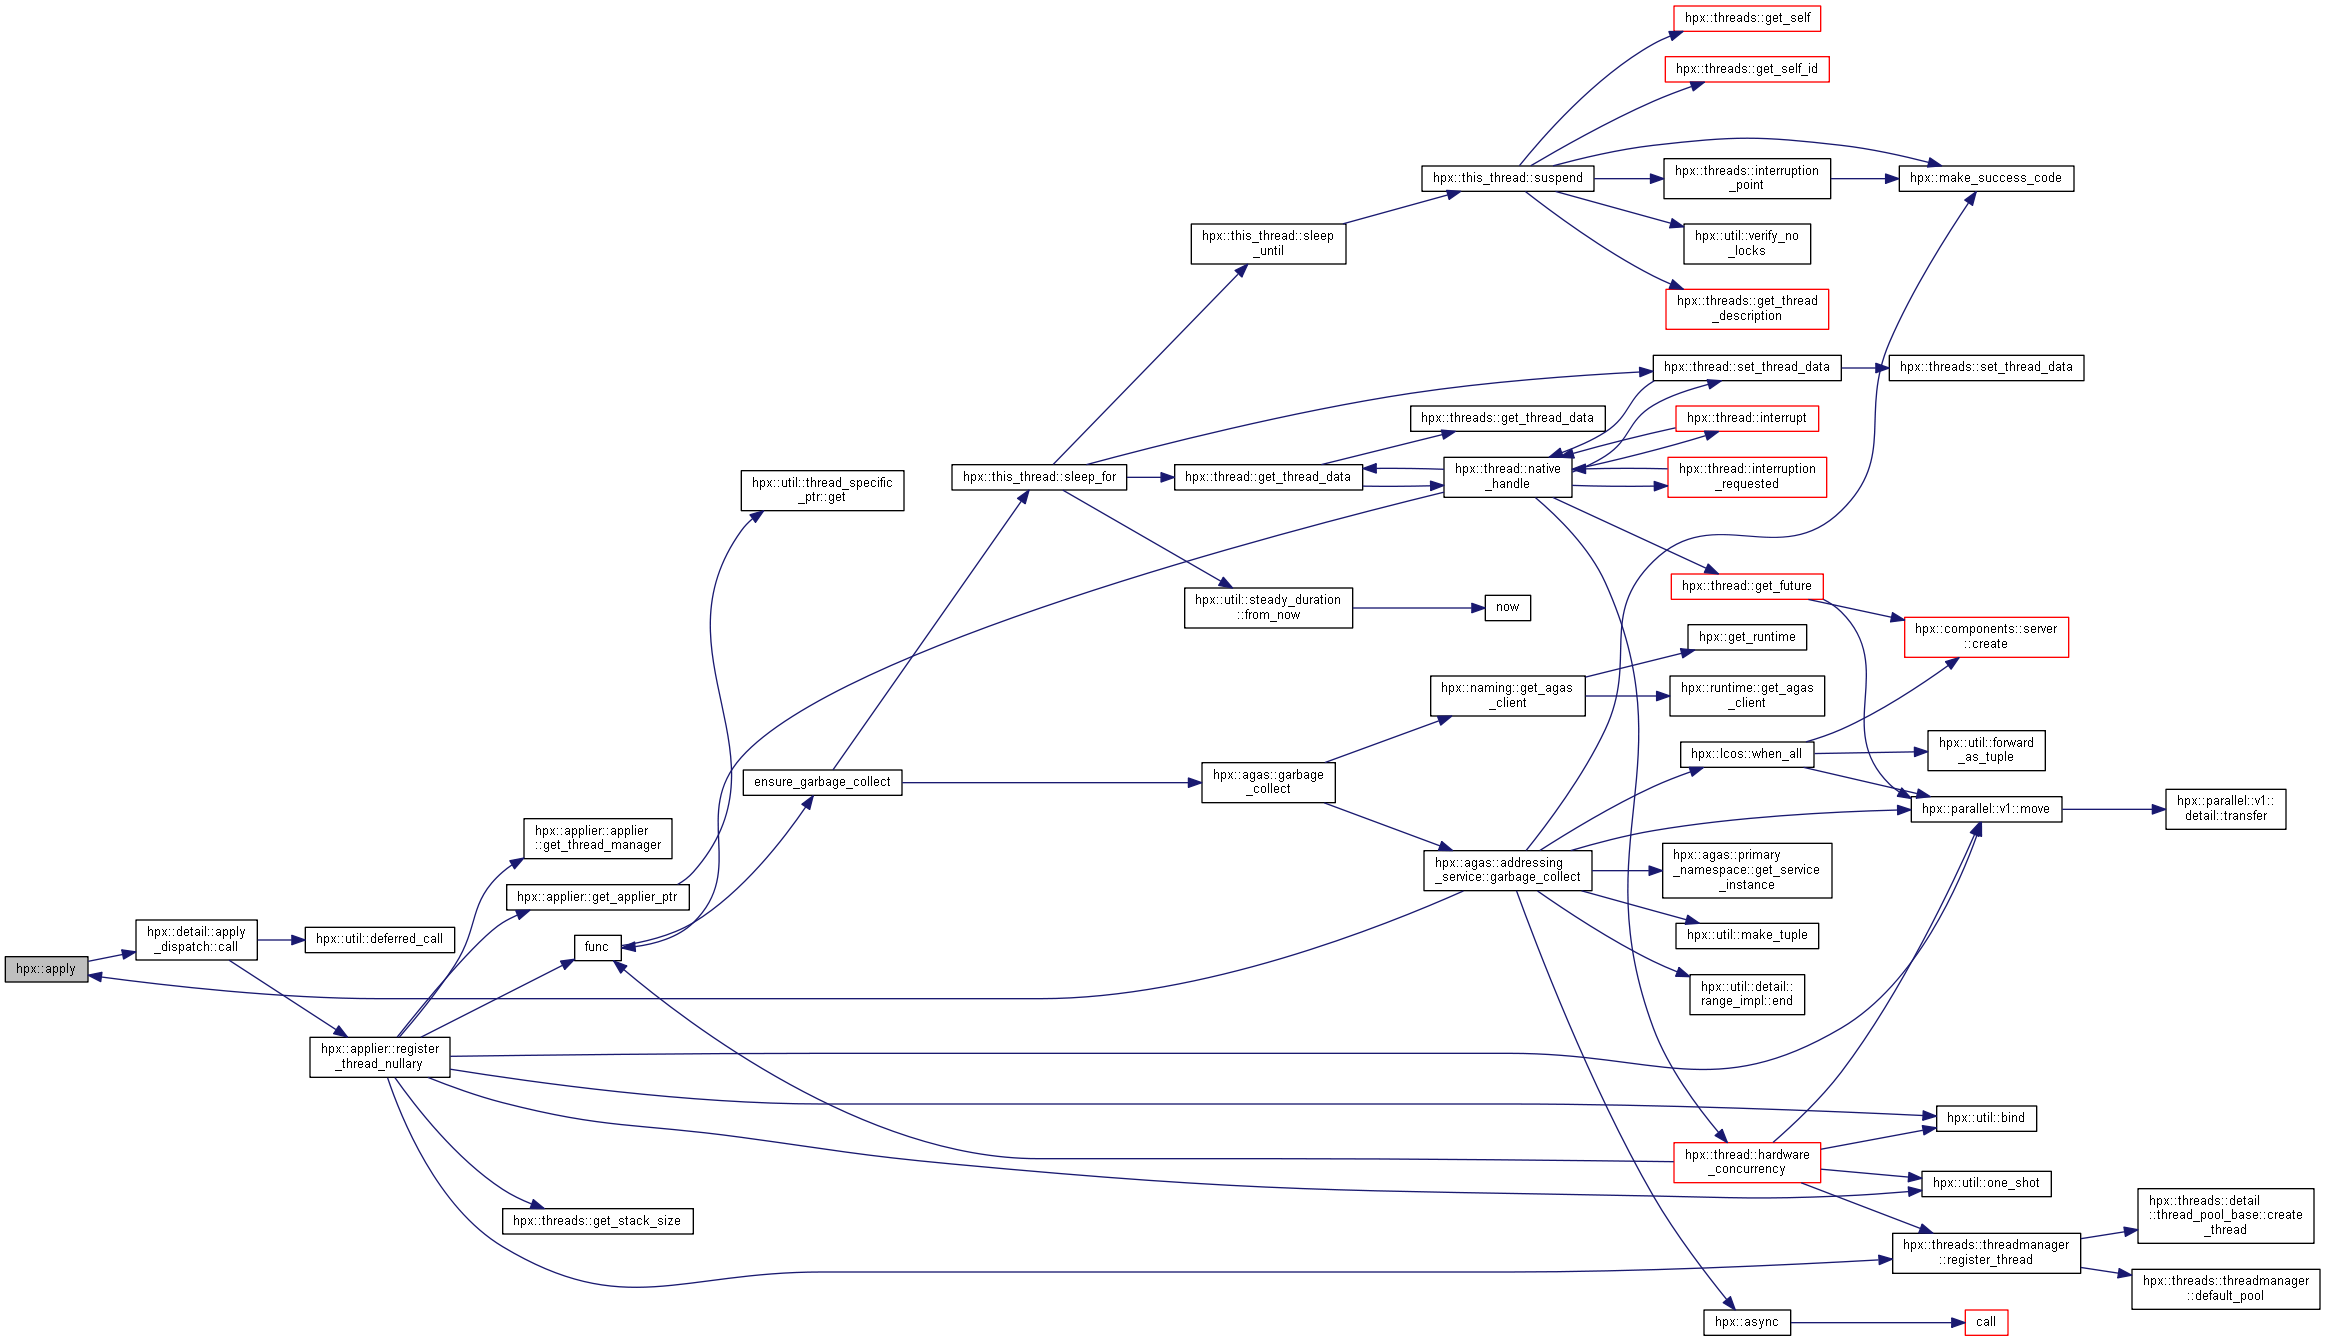 hpx::threads::get_self
hpx::threads::get_self_id
hpx::this_thread::suspend
hpx::threads::interruption
_point
hpx::make_success_code
hpx::this_thread::sleep
_until
hpx::util::verify_no
_locks
hpx::threads::get_thread
_description
hpx::thread::set_thread_data
hpx::threads::set_thread_data
hpx::threads::get_thread_data
hpx::thread::interrupt
hpx::this_thread::sleep_for
hpx::thread::get_thread_data
hpx::thread::native
_handle
hpx::thread::interruption
_requested
hpx::util::thread_specific
_ptr::get
hpx::util::steady_duration
::from_now
now
hpx::thread::get_future
hpx::components::server
::create
hpx::get_runtime
hpx::naming::get_agas
_client
hpx::runtime::get_agas
_client
hpx::lcos::when_all
hpx::util::forward
_as_tuple
ensure_garbage_collect
hpx::agas::garbage
_collect
hpx::parallel::v1::move
hpx::parallel::v1::
detail::transfer
hpx::applier::applier
::get_thread_manager
hpx::agas::addressing
_service::garbage_collect
hpx::agas::primary
_namespace::get_service
_instance
hpx::applier::get_applier_ptr
hpx::detail::apply
_dispatch::call
hpx::util::deferred_call
func
hpx::util::make_tuple
hpx::apply
hpx::util::detail::
range_impl::end
hpx::applier::register
_thread_nullary
hpx::util::bind
hpx::thread::hardware
_concurrency
hpx::util::one_shot
hpx::threads::get_stack_size
hpx::threads::detail
::thread_pool_base::create
_thread
hpx::threads::threadmanager
::register_thread
hpx::threads::threadmanager
::default_pool
hpx::async
call